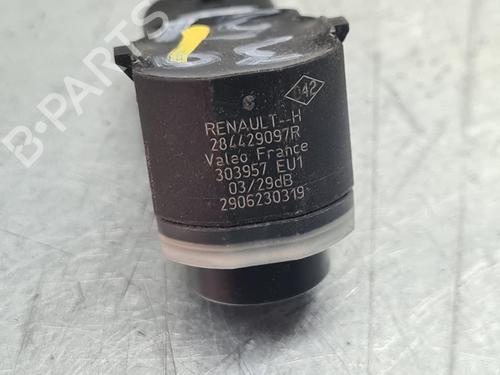 42
RENAULT--H
284429097R
Valeo France
303957 EU1
03/29dB
2906230319
B-PARTS